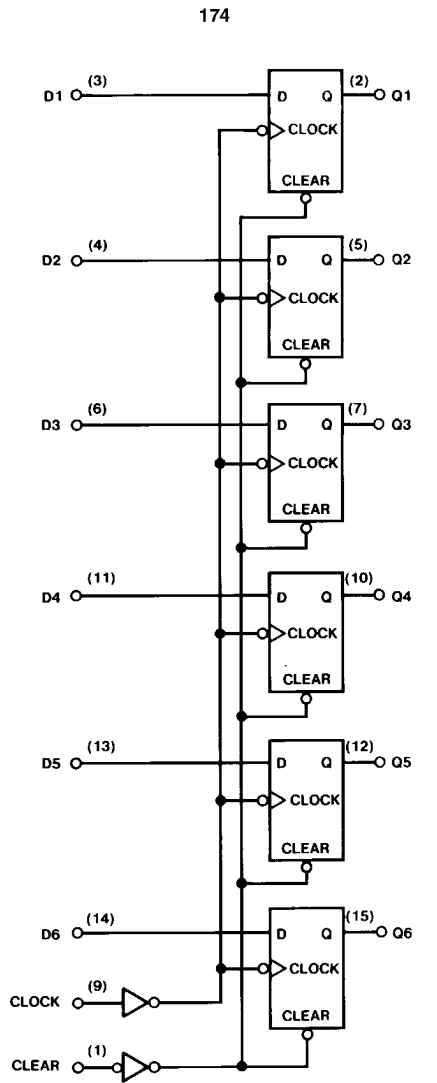 174
D1 (3) D Q (2) Q1
CLOCK
CLEAR
D2 (4) D Q (5) Q2
CLOCK
CLEAR
D3 (6) D Q (7) Q3
CLOCK
CLEAR
D4 (11) D Q (10) Q4
CLOCK
CLEAR
D5 (13) D Q (12) Q5
CLOCK
CLEAR
D6 (14) D Q (15) Q6
CLOCK
CLOCK (9)
CLEAR
CLEAR (1)